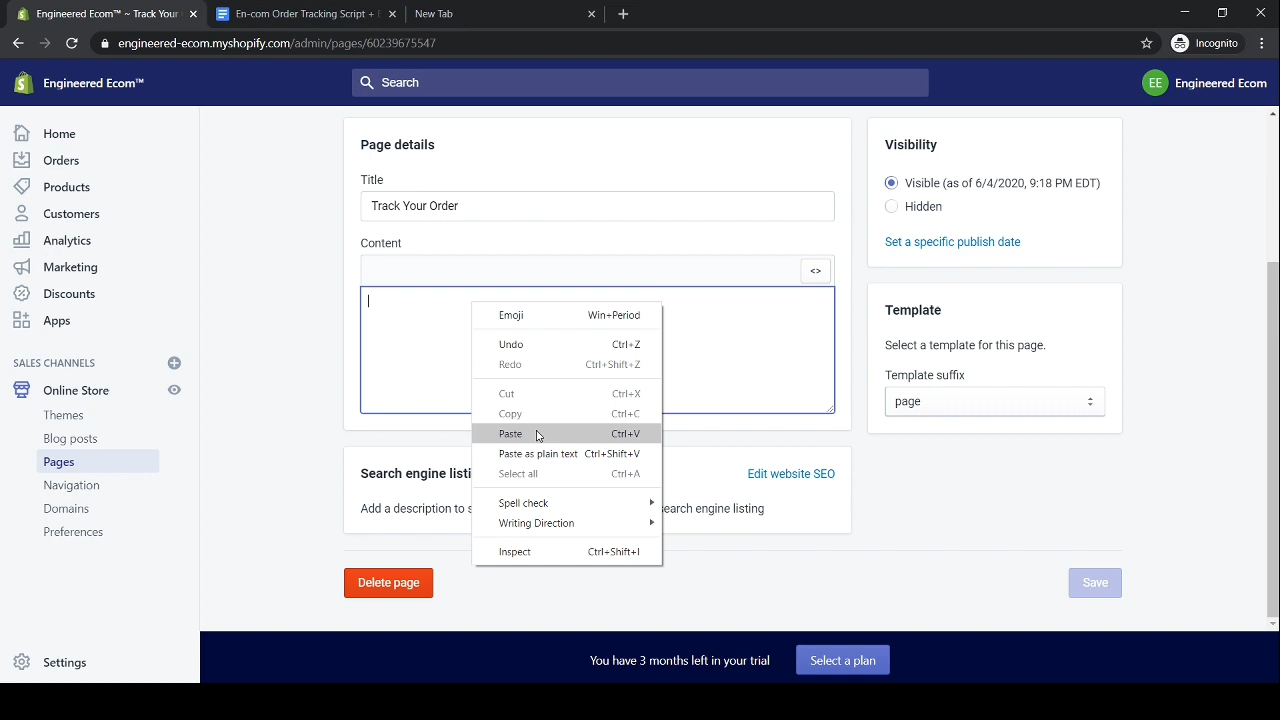 Engineered Ecom™ ~ Track Your
En-com Order Tracking Script +
New Tab
engineered-ecom.myshopify.com/admin/pages/60239675547
Incognito
Engineered Ecom™
Search
EE
Engineered Ecom
Home
Orders
Products
Customers
Analytics
Marketing
Discounts
Apps
SALES CHANNELS
Online Store
Themes
Blog posts
Pages
Navigation
Domains
Preferences
Settings
Page details
Title
Track Your Order
Content
<>
Emoji Win+Period
Undo Ctrl+Z
Redo Ctrl+Shift+Z
Cut Ctrl+X
Copy Ctrl+C
Paste Ctrl+V
Paste as plain text Ctrl+Shift+V
Select all Ctrl+A
Spell check
Writing Direction
Inspect Ctrl+Shift+I
Search engine listi
Edit website SEO
Add a description to s
earch engine listing
Visibility
Visible (as of 6/4/2020, 9:18 PM EDT)
Hidden
Set a specific publish date
Template
Select a template for this page.
Template suffix
page
Delete page
Save
You have 3 months left in your trial
Select a plan